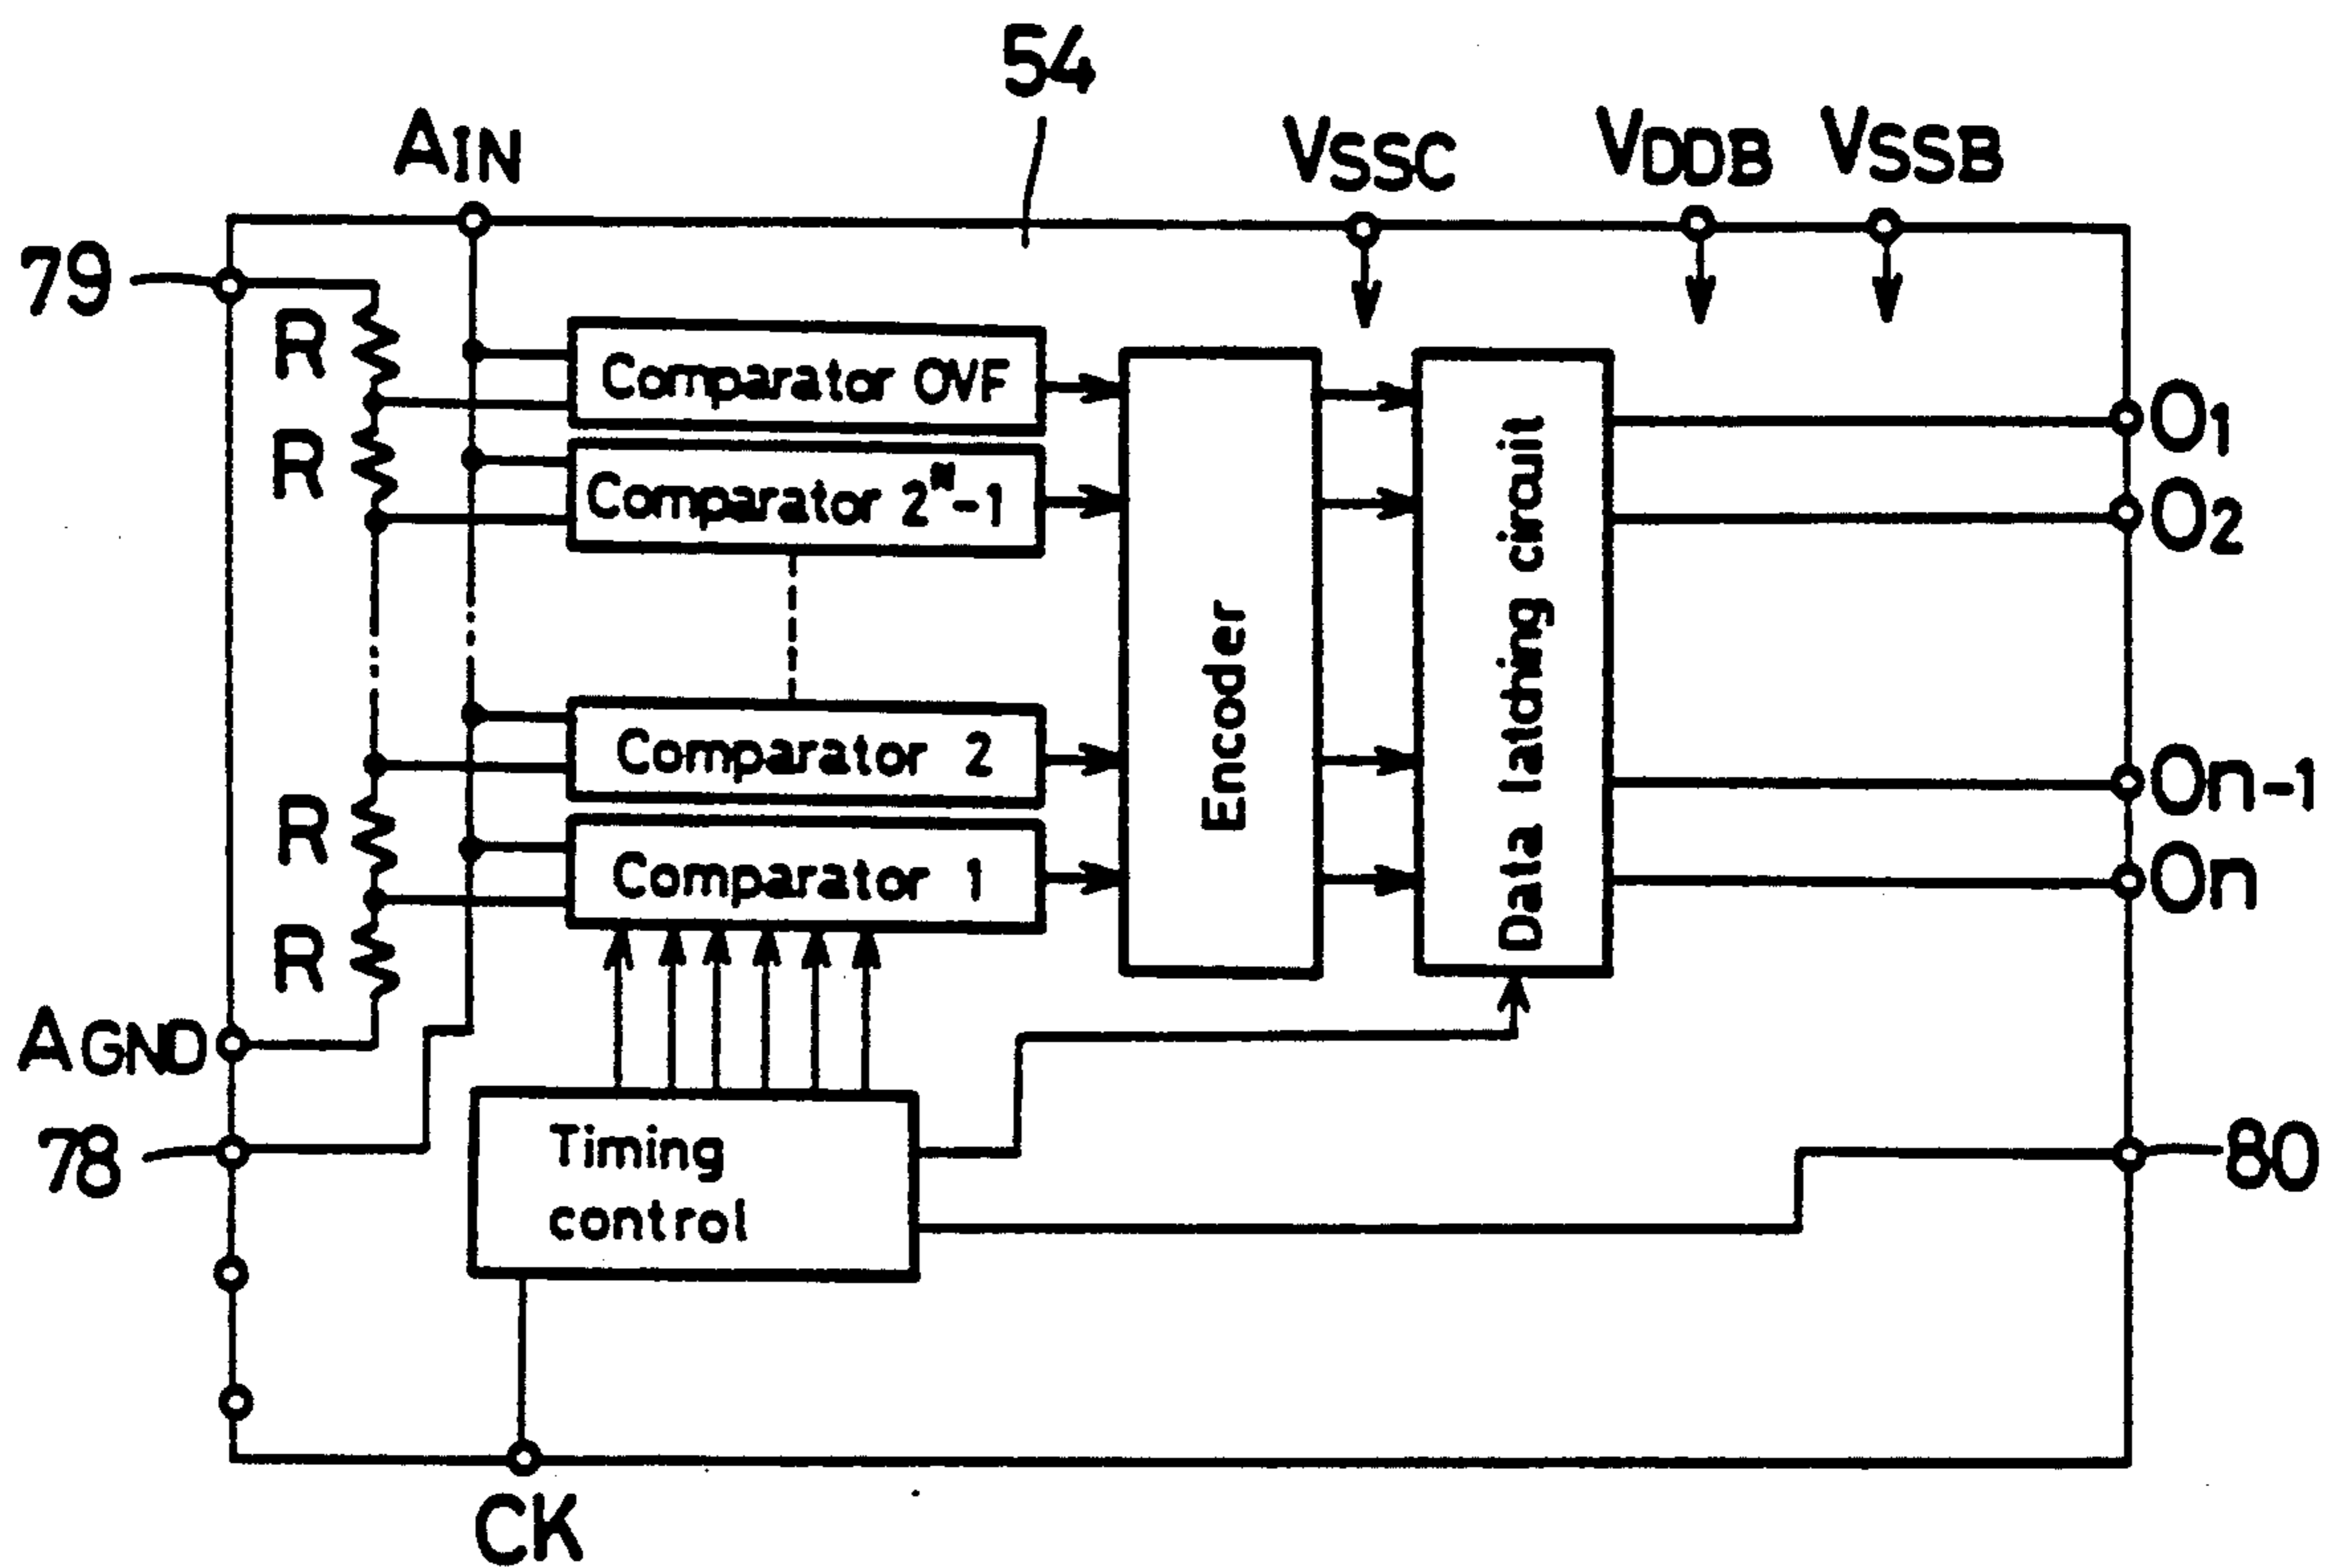 54
AIN
VSSC
VDDB
VSSB
79
R
Comparator OVF
R
Comparator 2ⁿ-1
O1
O2
Encoder
Data latching circuit
Comparator 2
On-1
R
Comparator 1
On
R
AGND
78
Timing
control
80
CK